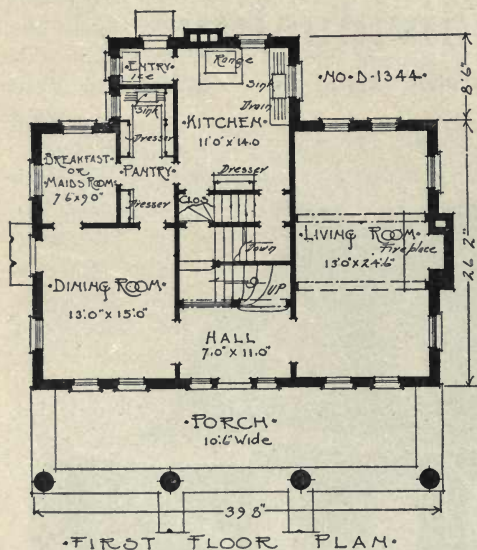 ENTRY
ICE
Range
NO-D-1344
Sink
Sink
Drain
8'6"
KITCHEN
11'0" X 14.0
Dresser
BREAKFAST
OR
MAIDS ROOM
7'6 X 9'0"
PANTRY
Dresser
CLOS
Dresser
Down
LIVING ROOM
Fireplace
13'0 X 24'6"
26'2"
DINING ROOM
13'0" X 15'0"
UP
HALL
7.0" X 11.0"
PORCH
10'6" Wide
39 8"
FIRST FLOOR PLAN.